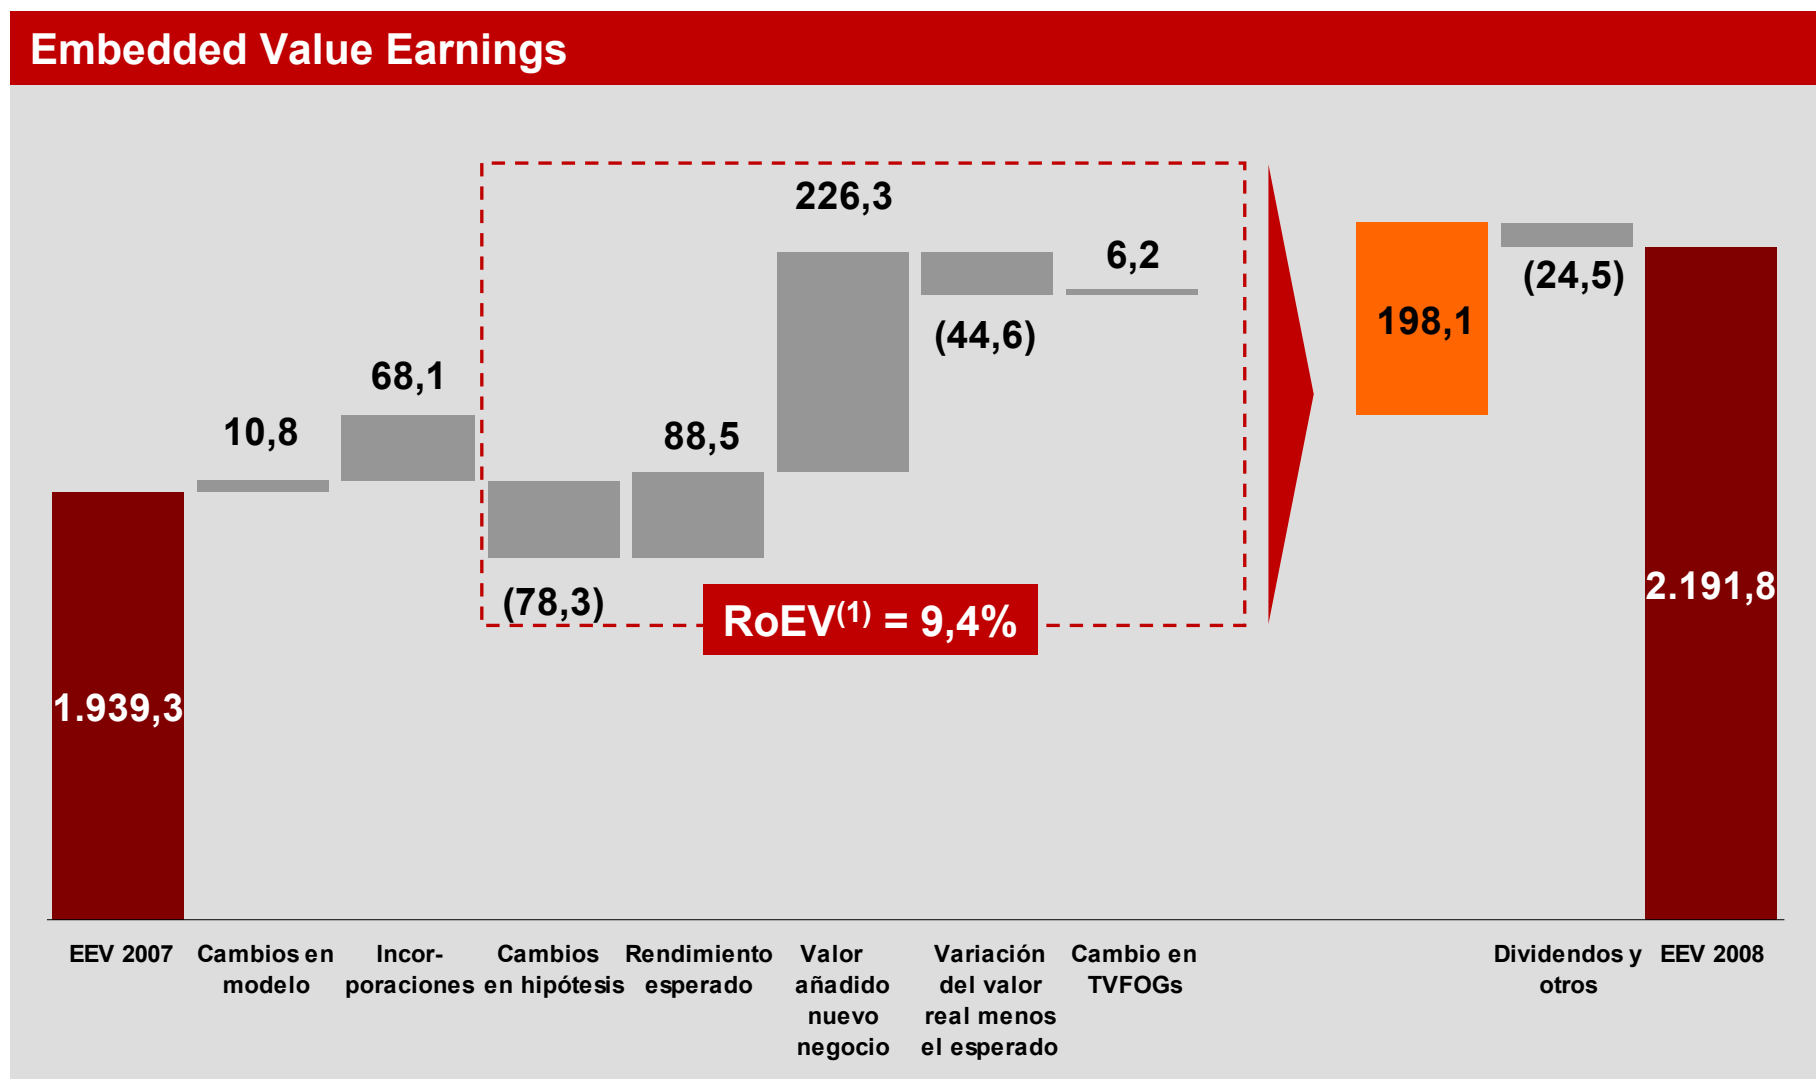 Embedded Value Earnings
226,3
6,2
(24,5)
198,1
(44,6)
68,1
10,8
88,5
(78,3)
RoEV(1) = 9,4%
2.191,8
1.939,3
EEV 2007
Cambios en
modelo
Incor-
poraciones
Cambios
en hipótesis
Rendimiento
esperado
Valor
añadido
nuevo
negocio
Variación
del valor
real menos
el esperado
Cambio en
TVFOGs
Dividendos y
otros
EEV 2008